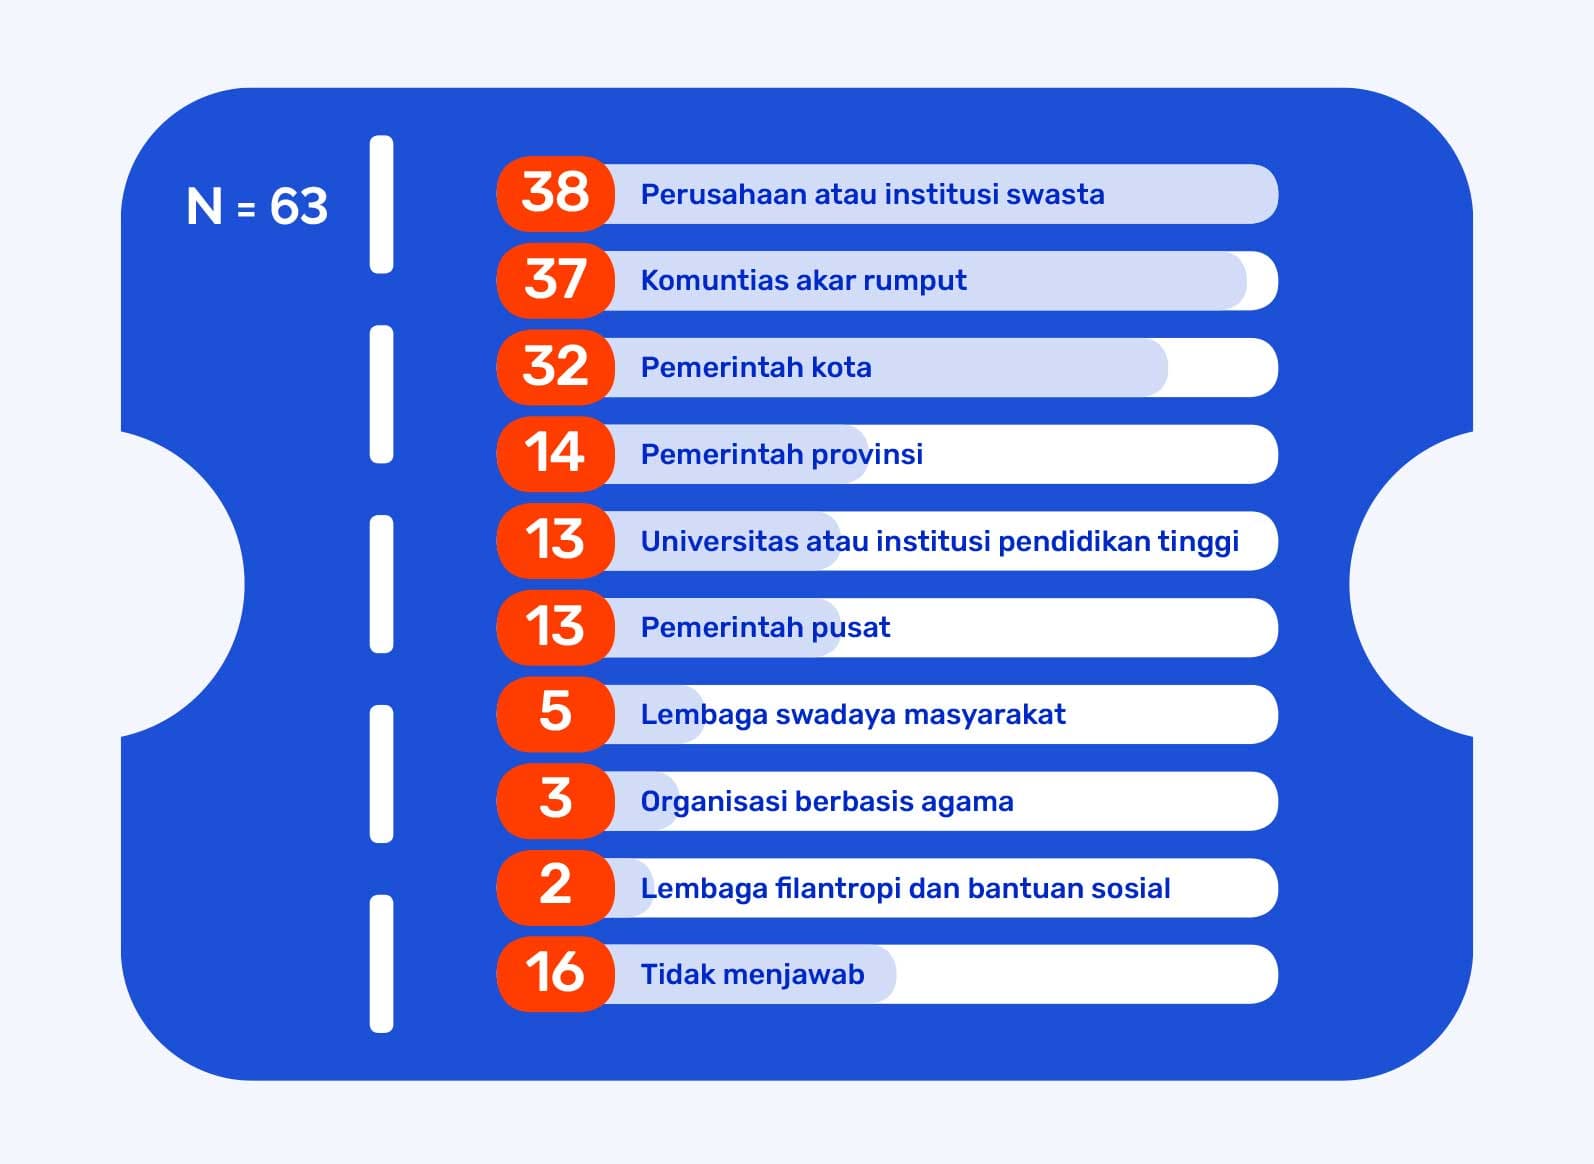 N = 63
38 Perusahaan atau institusi swasta
37 Komuntias akar rumput
32 Pemerintah kota
14 Pemerintah provinsi
13 Universitas atau institusi pendidikan tinggi
13 Pemerintah pusat
5 Lembaga swadaya masyarakat
3 Organisasi berbasis agama
2 Lembaga filantropi dan bantuan sosial
16 Tidak menjawab